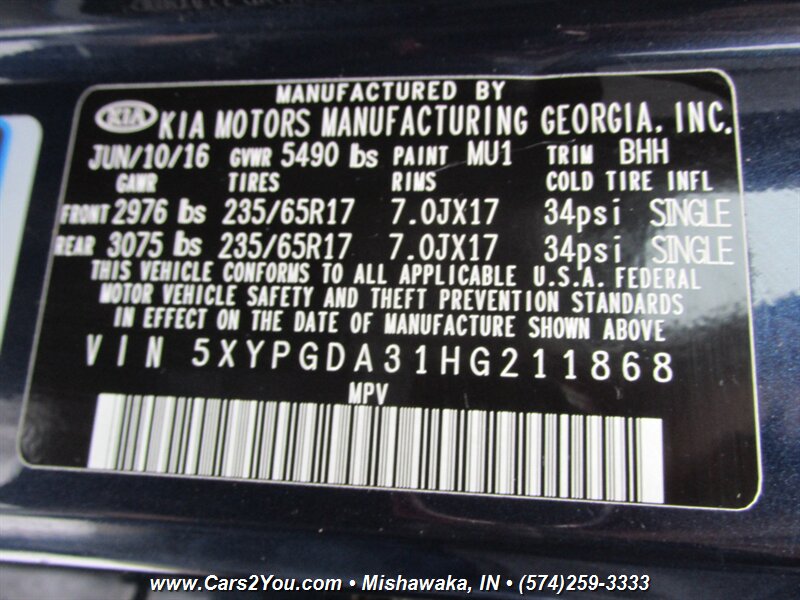 MANUFACTURED BY
KIA KIA MOTORS MANUFACTURING GEORGIA, INC.
JUN/10/16 GVWR 5490 lbs PAINT MU1 TRIM BHH
GAWR TIRES RIMS COLD TIRE INFL
FRONT 2976 lbs 235/65R17 7.0JX17 34psi SINGLE
REAR 3075 lbs 235/65R17 7.0JX17 34psi SINGLE
THIS VEHICLE CONFORMS TO ALL APPLICABLE U.S.A. FEDERAL
MOTOR VEHICLE SAFETY AND THEFT PREVENTION STANDARDS
IN EFFECT ON THE DATE OF MANUFACTURE SHOWN ABOVE
VIN 5XYPGDA31HG211868
MPV
www.Cars2You.com • Mishawaka, IN • (574)259-3333